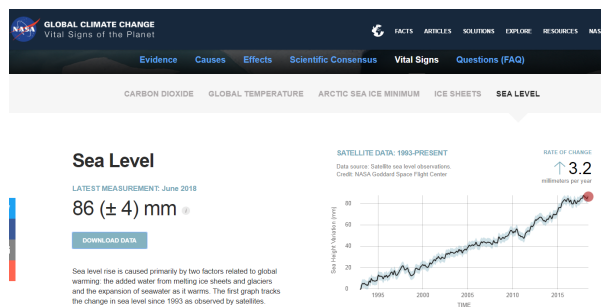 NASA
GLOBAL CLIMATE CHANGE
Vital Signs of the Planet
FACTS ARTICLES SOLUTIONS EXPLORE RESOURCES NAS
Evidence Causes Effects Scientific Consensus Vital Signs Questions (FAQ)
CARBON DIOXIDE GLOBAL TEMPERATURE ARCTIC SEA ICE MINIMUM ICE SHEETS SEA LEVEL
Sea Level
LATEST MEASUREMENT: June 2018
86 (± 4) mm
DOWNLOAD DATA
Sea level rise is caused primarily by two factors related to global
warming: the added water from melting ice sheets and glaciers
and the expansion of seawater as it warms. The first graph tracks
the change in sea level since 1993 as observed by satellites.
SATELLITE DATA: 1993-PRESENT
Data source: Satellite sea level observations.
Credit: NASA Goddard Space Flight Center
RATE OF CHANGE
↑ 3.2
millimeters per year
Sea Height Variation (mm)
80
60
40
20
0
1995 2000 2005 2010 2015
TIME